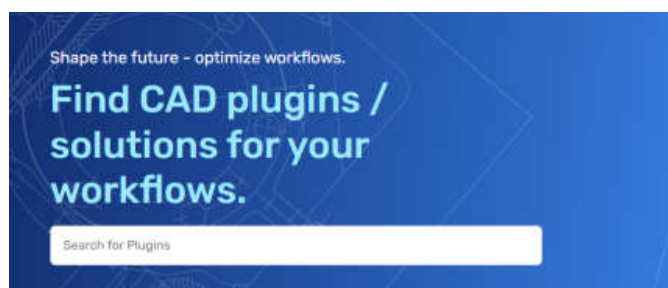 Shape the future - optimize workflows.
Find CAD plugins /
solutions for your
workflows.
Search for Plugins